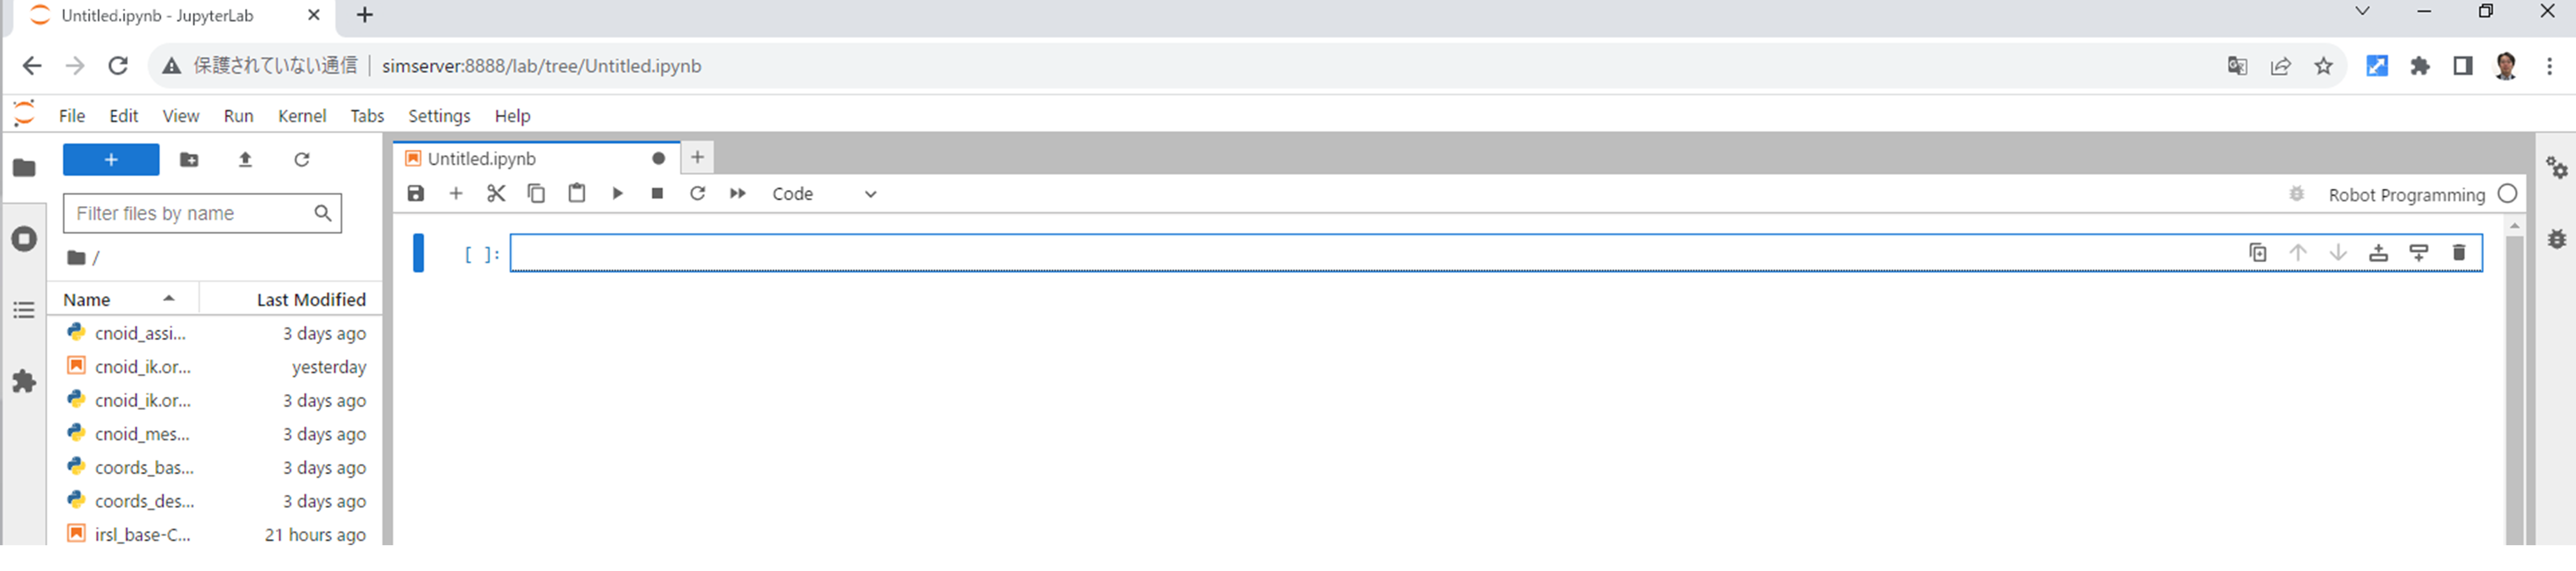 Untitled.ipynb - JupyterLab
保護されていない通信 simserver:8888/lab/tree/Untitled.ipynb
File Edit View Run Kernel Tabs Settings Help
Untitled.ipynb
Code
Robot Programming
Filter files by name
/
[ ]:
Name Last Modified
cnoid_assi... 3 days ago
cnoid_ik.or... yesterday
cnoid_ik.or... 3 days ago
cnoid_mes... 3 days ago
coords_bas... 3 days ago
coords_des... 3 days ago
irsl_base-C... 21 hours ago